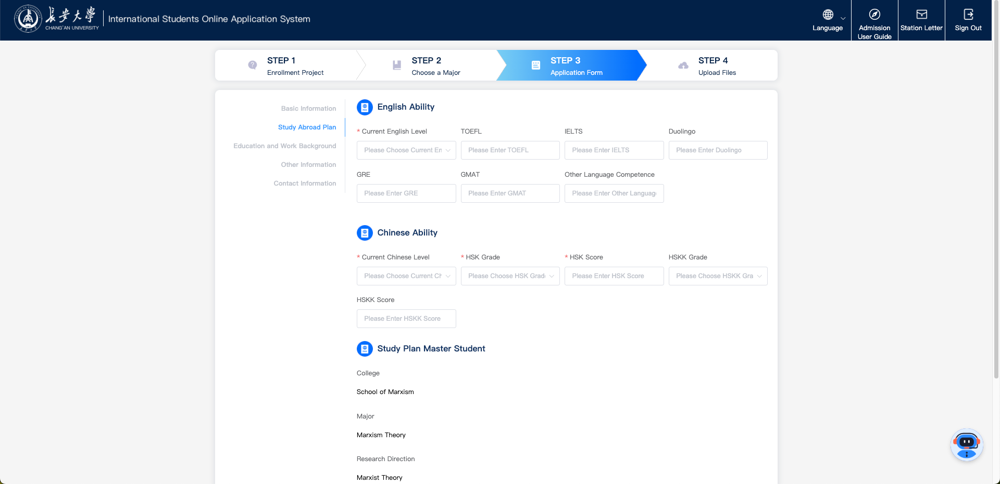 长安大学
CHANG'AN UNIVERSITY
International Students Online Application System
Language
Admission
User Guide
Station Letter
Sign Out
STEP 1
Enrollment Project
STEP 2
Choose a Major
STEP 3
Application Form
STEP 4
Upload Files
Basic Information
Study Abroad Plan
Education and Work Background
Other Information
Contact Information
English Ability
* Current English Level TOEFL IELTS Duolingo
Please Choose Current En Please Enter TOEFL Please Enter IELTS Please Enter Duolingo
GRE GMAT Other Language Competence
Please Enter GRE Please Enter GMAT Please Enter Other Language
Chinese Ability
* Current Chinese Level * HSK Grade * HSK Score HSKK Grade
Please Choose Current Ch Please Choose HSK Grade Please Enter HSK Score Please Choose HSKK Gra
HSKK Score
Please Enter HSKK Score
Study Plan Master Student
College
School of Marxism
Major
Marxism Theory
Research Direction
Marxist Theory